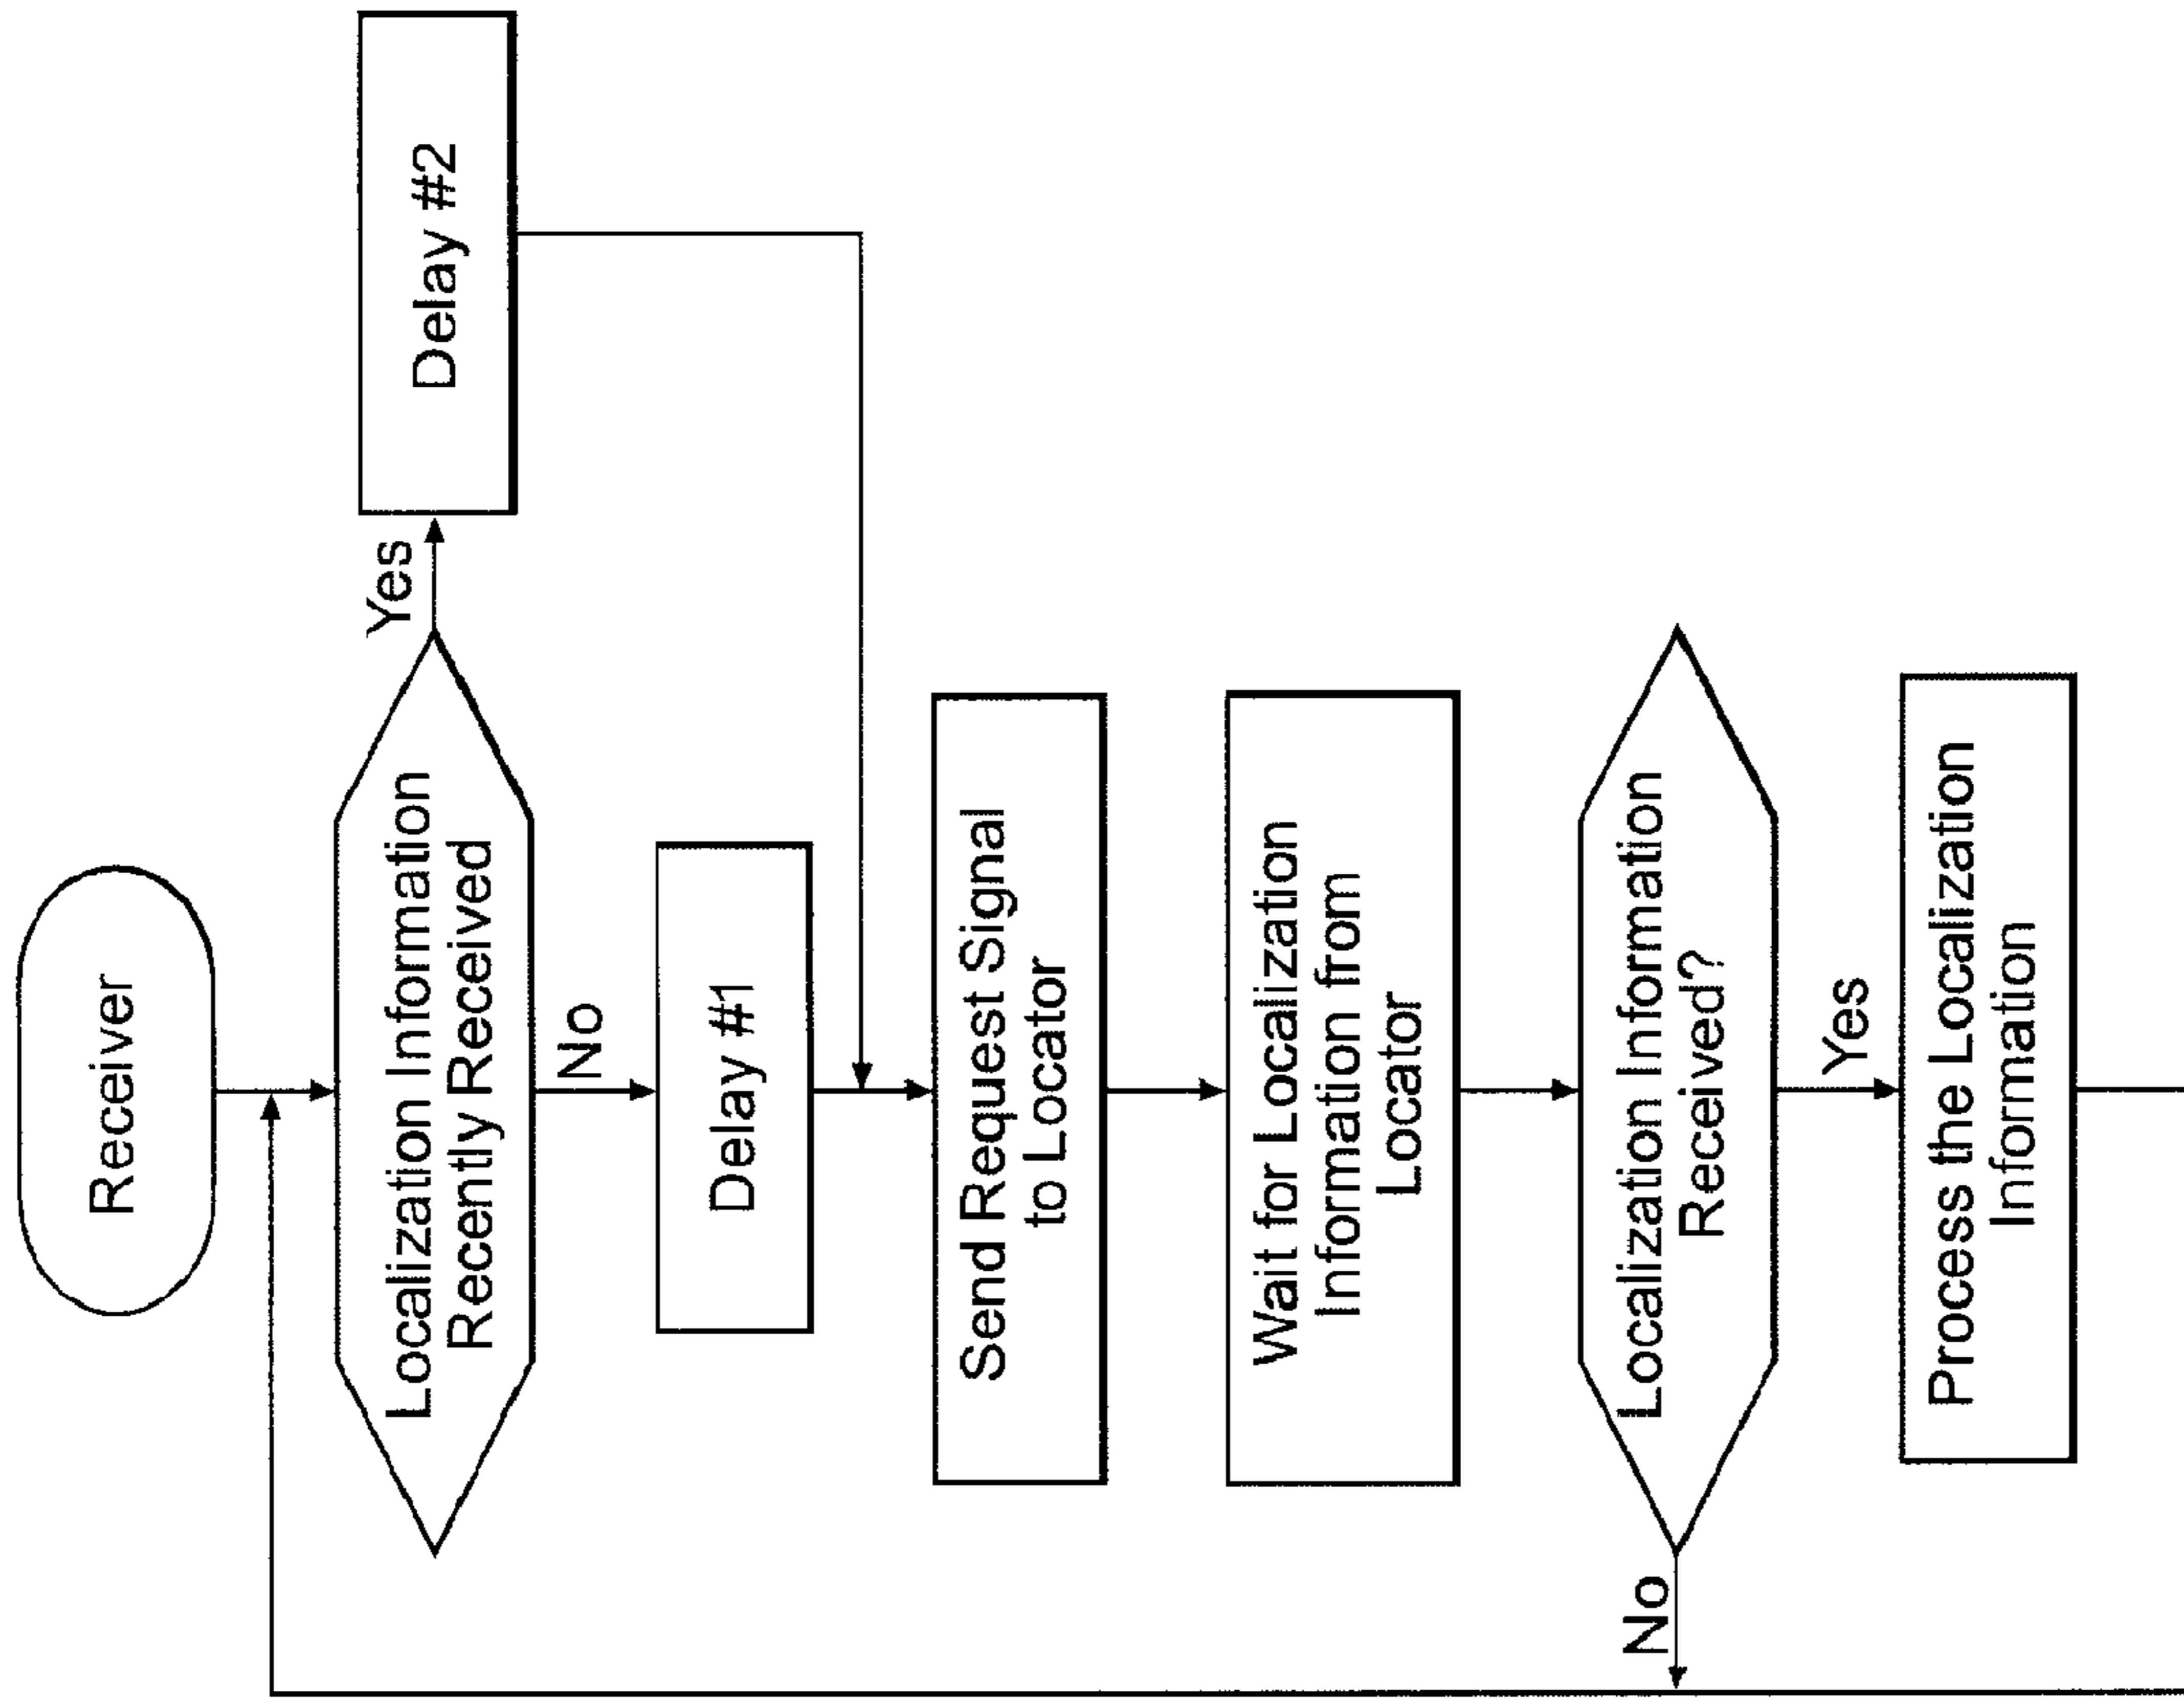 Receiver
Localization Information
Recently Received
Yes
Delay #2
No
Delay #1
Send Request Signal
to Locator
Wait for Localization
Information from
Locator
Localization Information
Received?
No
Yes
Process the Localization
Information